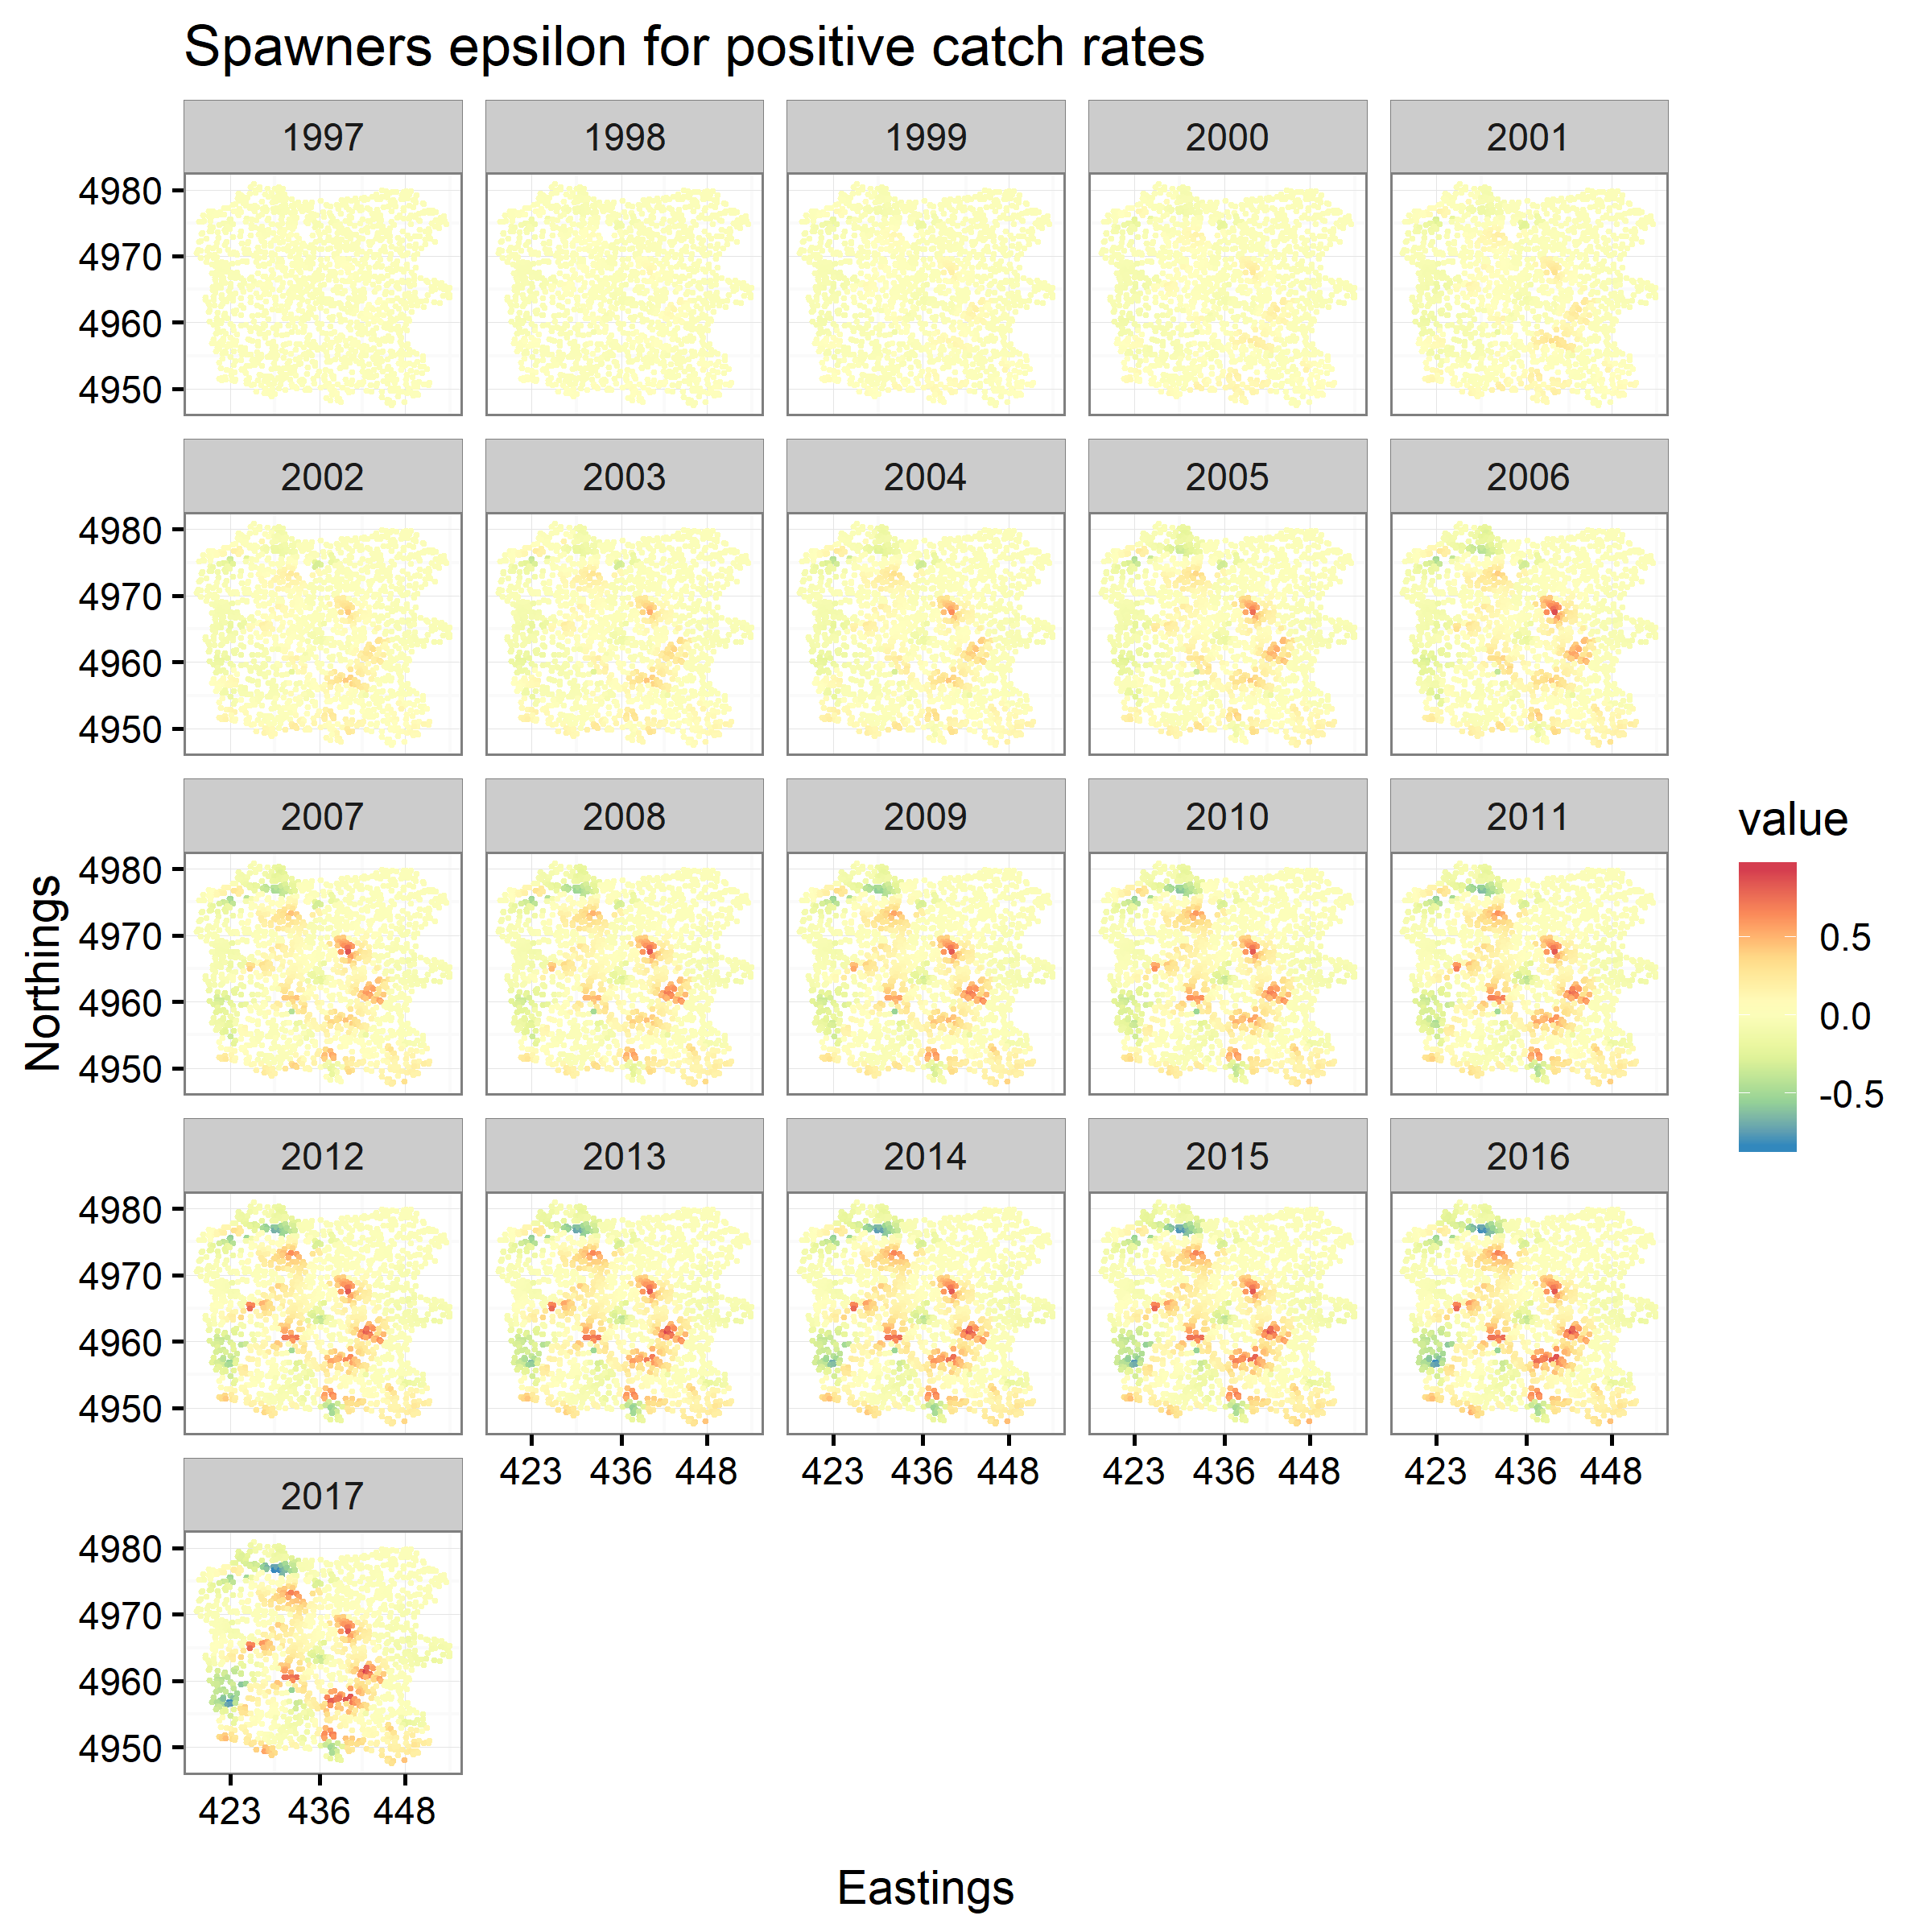 Spawners epsilon for positive catch rates
1997 1998 1999 2000 2001
4980
4970
4960
4950
2002 2003 2004 2005 2006
4980
4970
4960
4950
2007 2008 2009 2010 2011
4980
4970
4960
4950
2012 2013 2014 2015 2016
4980
4970
4960
4950
423 436 448 423 436 448 423 436 448 423 436 448
2017
4980
4970
4960
4950
423 436 448
Eastings
Northings
value
0.5
0.0
-0.5